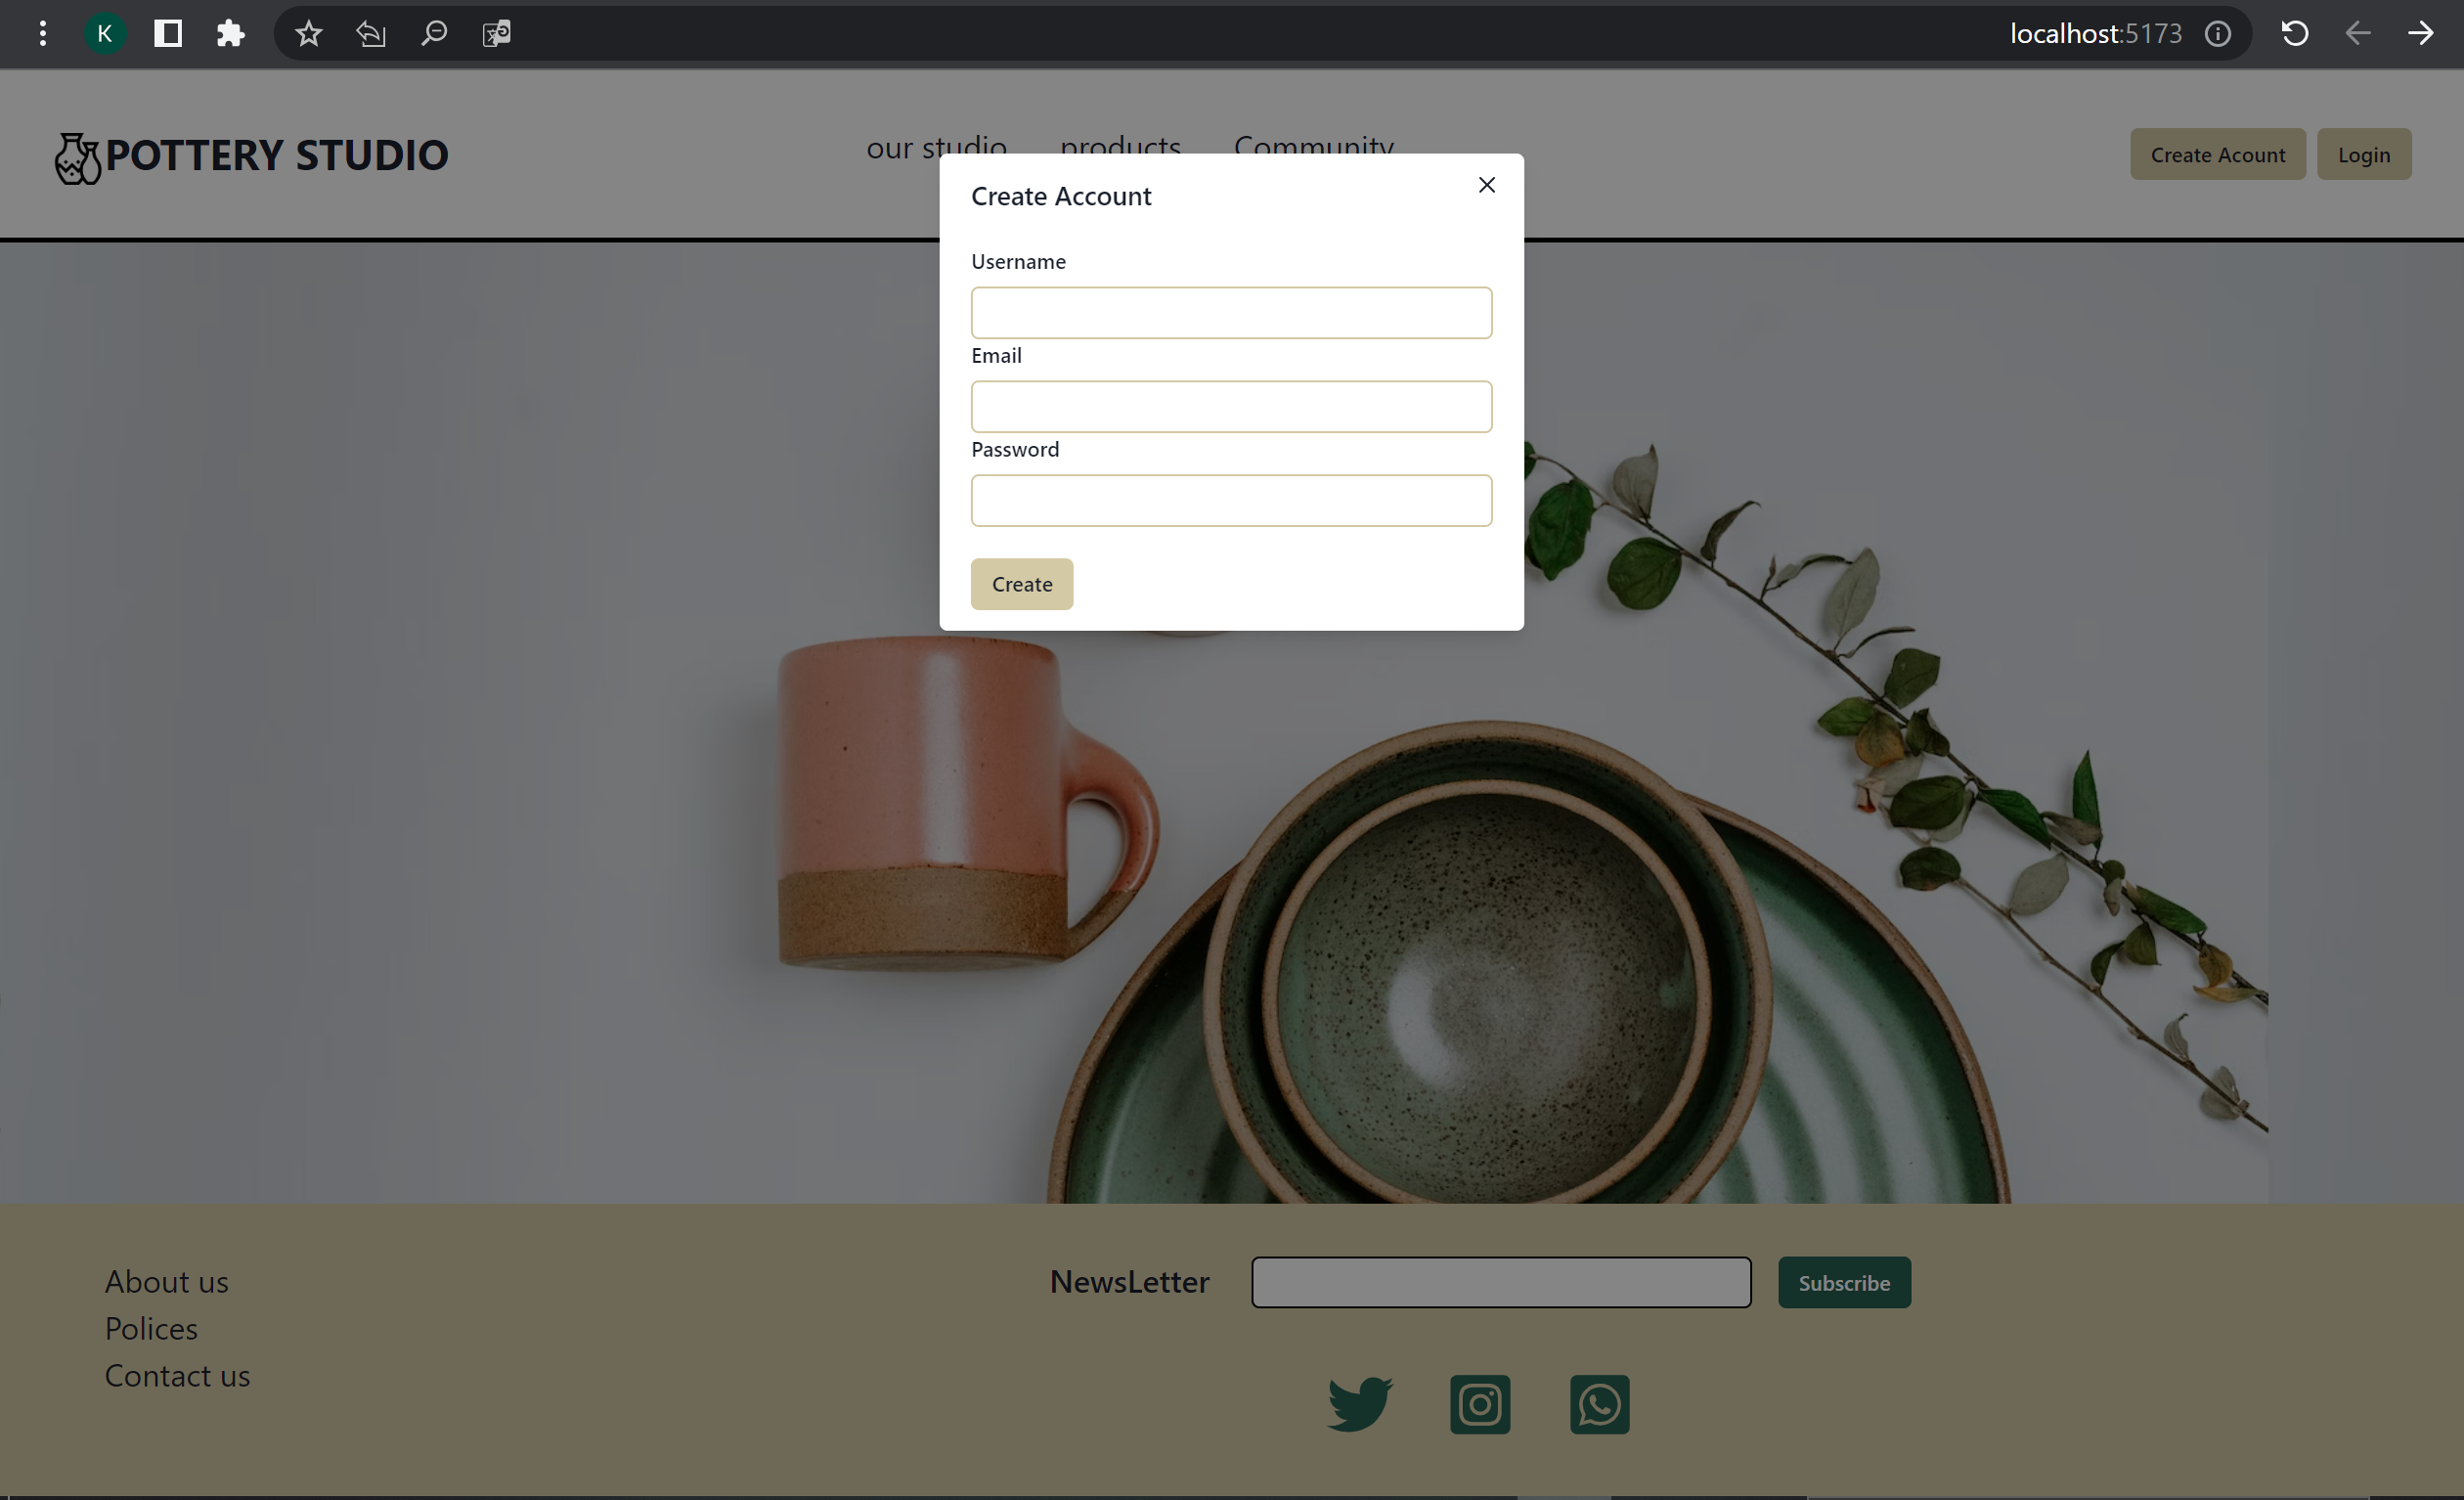 K
localhost:5173
POTTERY STUDIO
our studio products Community
Create Acount Login
Create Account
Username
Email
Password
Create
About us
Polices
Contact us
NewsLetter
Subscribe